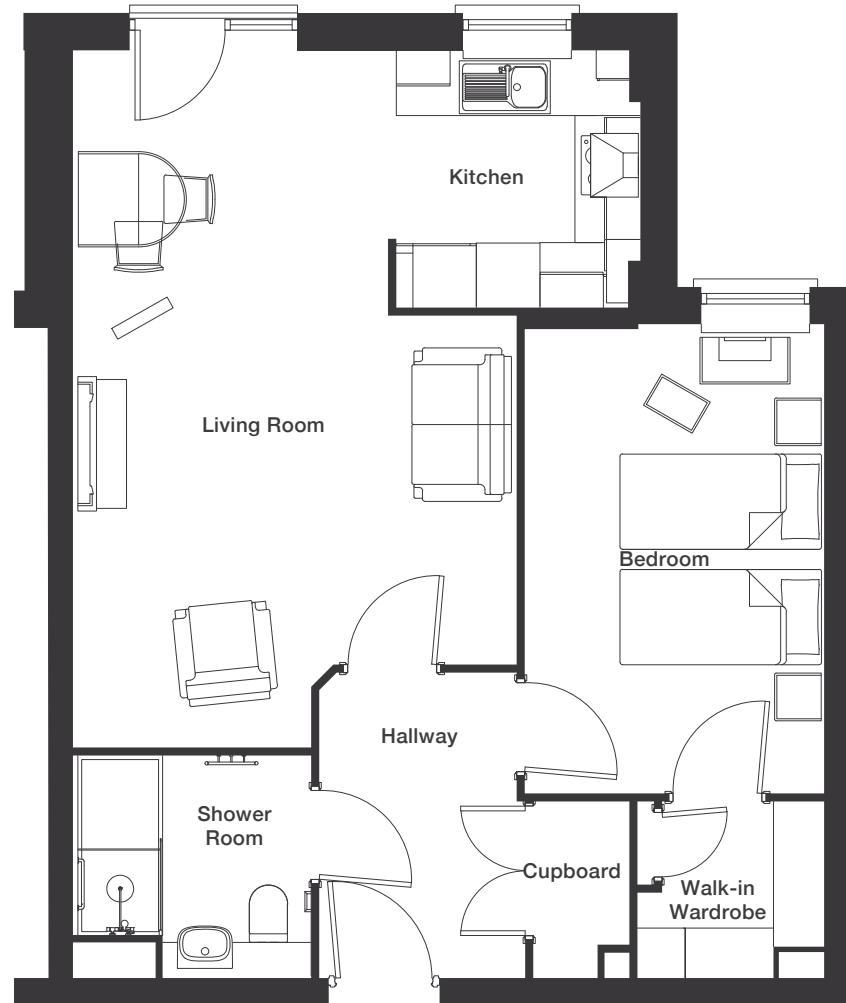 Kitchen
Living Room
Bedroom
Hallway
Shower
Room
Cupboard
Walk-in
Wardrobe